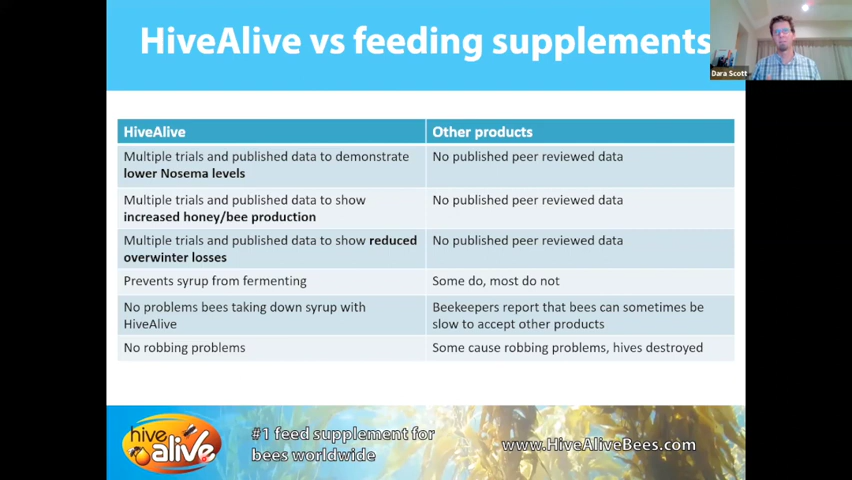 HiveAlive vs feeding supplements
Dara Scott
HiveAlive
Other products
Multiple trials and published data to demonstrate
lower Nosema levels
No published peer reviewed data
Multiple trials and published data to show
increased honey/bee production
No published peer reviewed data
Multiple trials and published data to show reduced
overwinter losses
No published peer reviewed data
Prevents syrup from fermenting
Some do, most do not
No problems bees taking down syrup with
HiveAlive
Beekeepers report that bees can sometimes be
slow to accept other products
No robbing problems
Some cause robbing problems, hives destroyed
hive
alive
#1 feed supplement for
bees worldwide
www.HiveAliveBees.com